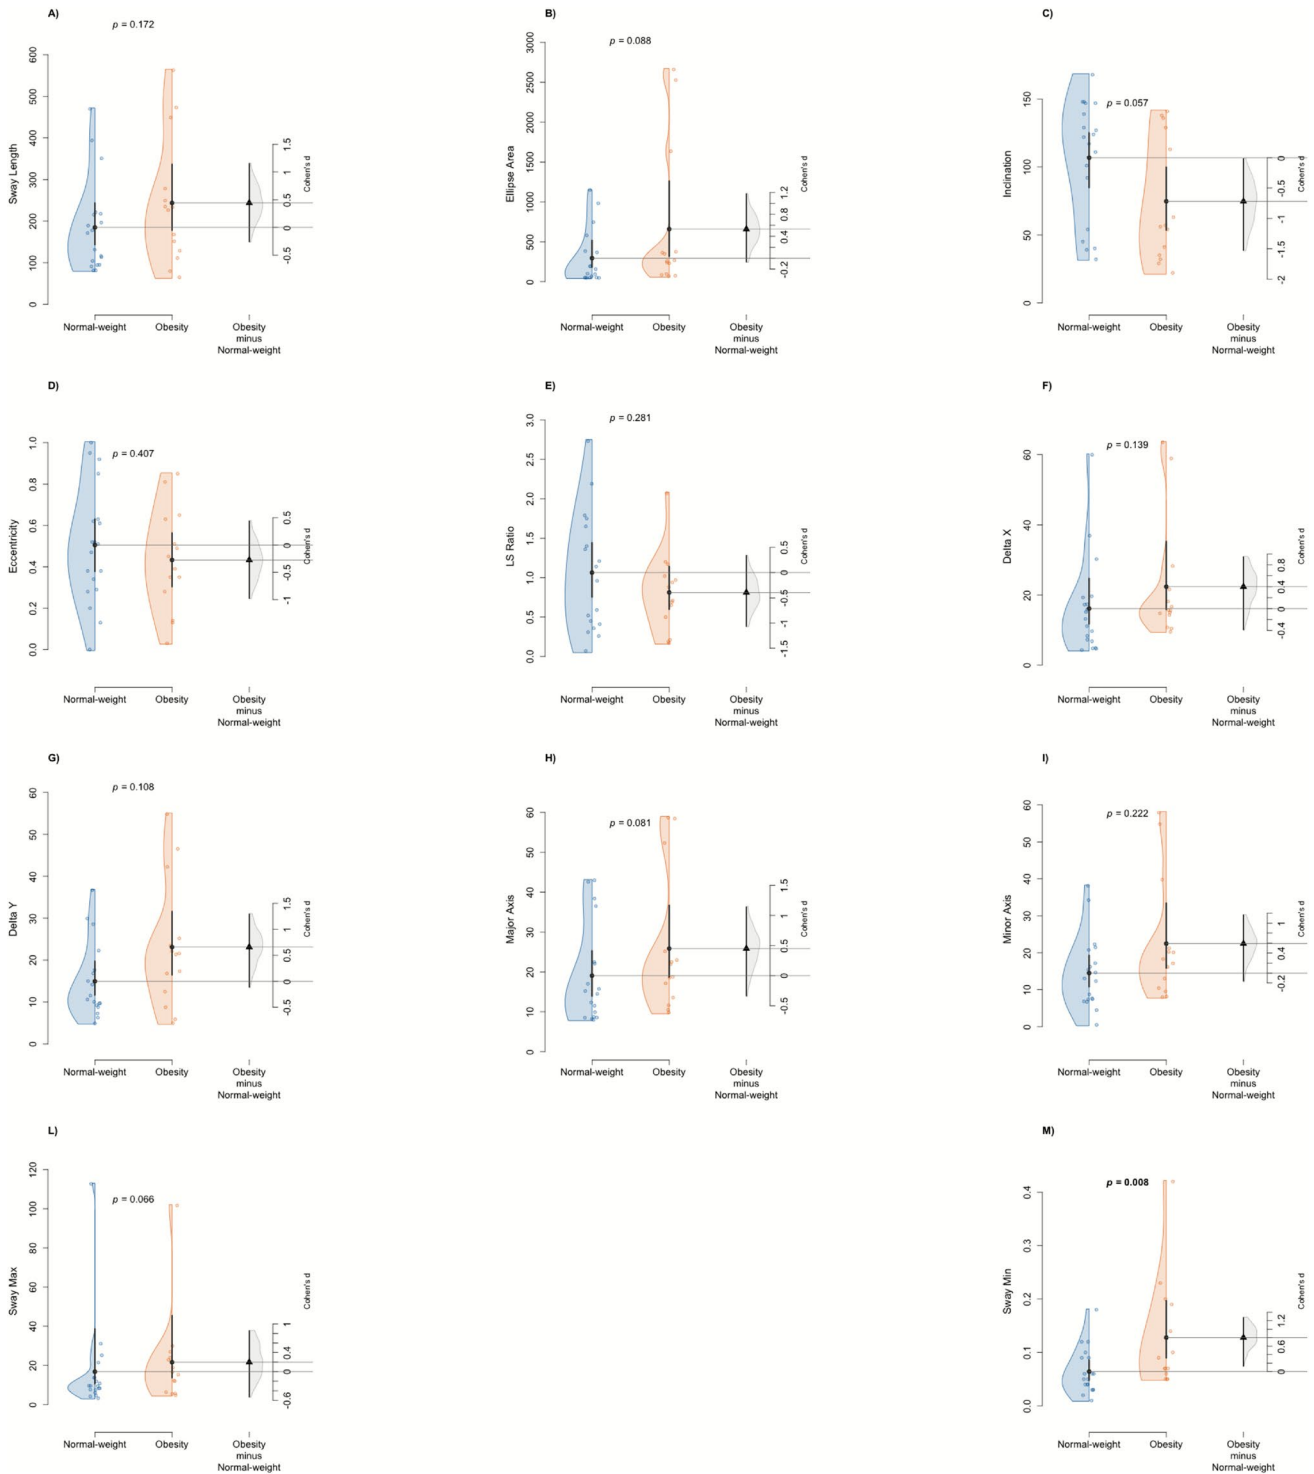 A)
p = 0.172
Sway Length
0
100
200
300
400
500
600
Cohen's d
-0.5
0
0.5
1
1.5
Normal-weight
Obesity
Obesity
minus
Normal-weight
B)
p = 0.088
Ellipse Area
0
500
1000
1500
2000
2500
3000
Cohen's d
-0.2
0.4
0.8
1.2
Normal-weight
Obesity
Obesity
minus
Normal-weight
C)
p = 0.057
Inclination
0
50
100
150
Cohen's d
-2
-1.5
-1
-0.5
0
Normal-weight
Obesity
Obesity
minus
Normal-weight
D)
p = 0.407
Eccentricity
0.0
0.2
0.4
0.6
0.8
1.0
Cohen's d
-1
-0.5
0
0.5
Normal-weight
Obesity
Obesity
minus
Normal-weight
E)
p = 0.281
LS Ratio
0.0
0.5
1.0
1.5
2.0
2.5
3.0
Cohen's d
-1.5
-1
-0.5
0
0.5
Normal-weight
Obesity
Obesity
minus
Normal-weight
F)
p = 0.139
Delta X
0
20
40
60
Cohen's d
-0.4
0
0.4
0.8
Normal-weight
Obesity
Obesity
minus
Normal-weight
G)
p = 0.108
Delta Y
0
10
20
30
40
50
60
Cohen's d
-0.5
0
0.5
1
1.5
Normal-weight
Obesity
Obesity
minus
Normal-weight
H)
p = 0.081
Major Axis
0
10
20
30
40
50
60
Cohen's d
-0.5
0
0.5
1
1.5
Normal-weight
Obesity
Obesity
minus
Normal-weight
I)
p = 0.222
Minor Axis
0
10
20
30
40
50
60
Cohen's d
-0.2
0.4
1
Normal-weight
Obesity
Obesity
minus
Normal-weight
L)
p = 0.066
Sway Max
0
20
40
60
80
100
120
Cohen's d
-0.6
0
0.4
1
Normal-weight
Obesity
Obesity
minus
Normal-weight
M)
p = 0.008
Sway Min
0.0
0.1
0.2
0.3
0.4
Cohen's d
0
0.6
1.2
Normal-weight
Obesity
Obesity
minus
Normal-weight